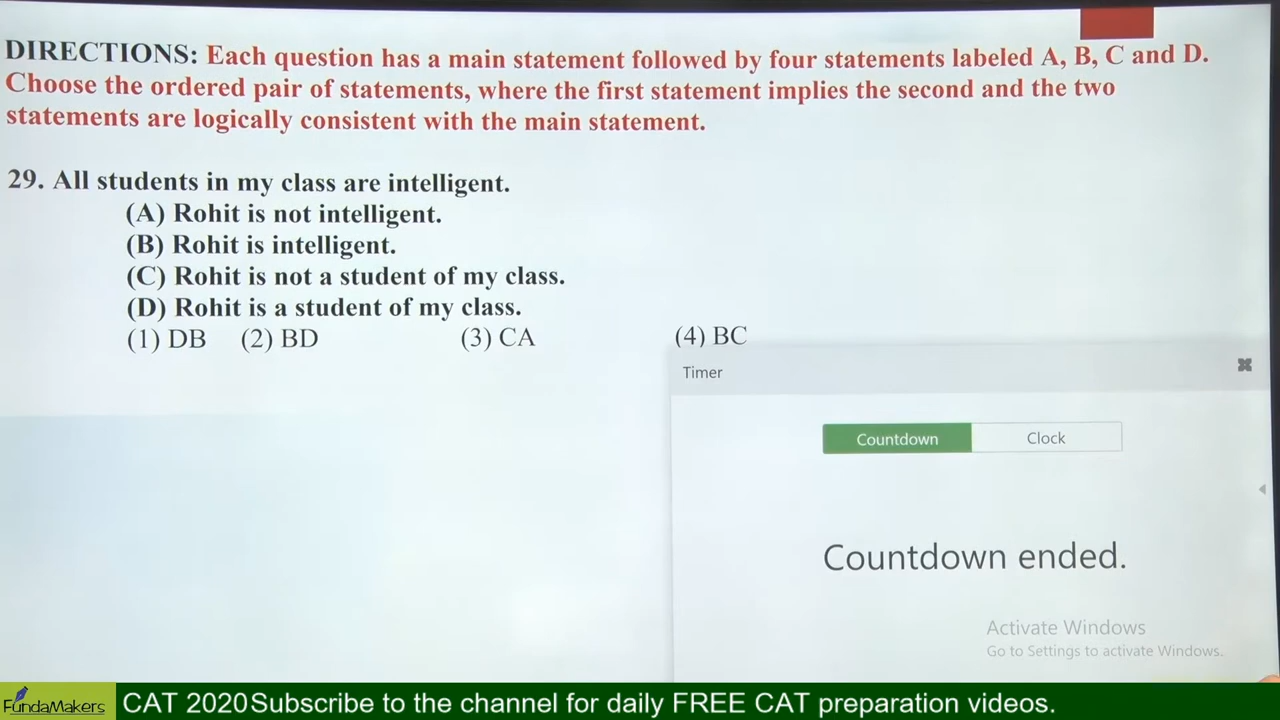 DIRECTIONS: Each question has a main statement followed by four statements labeled A, B, C and D.
Choose the ordered pair of statements, where the first statement implies the second and the two
statements are logically consistent with the main statement.
29. All students in my class are intelligent.
(A) Rohit is not intelligent.
(B) Rohit is intelligent.
(C) Rohit is not a student of my class.
(D) Rohit is a student of my class.
(1) DB (2) BD (3) CA (4) BC
Timer
Countdown Clock
Countdown ended.
Activate Windows
Go to Settings to activate Windows.
FundaMakers
CAT 2020Subscribe to the channel for daily FREE CAT preparation videos.